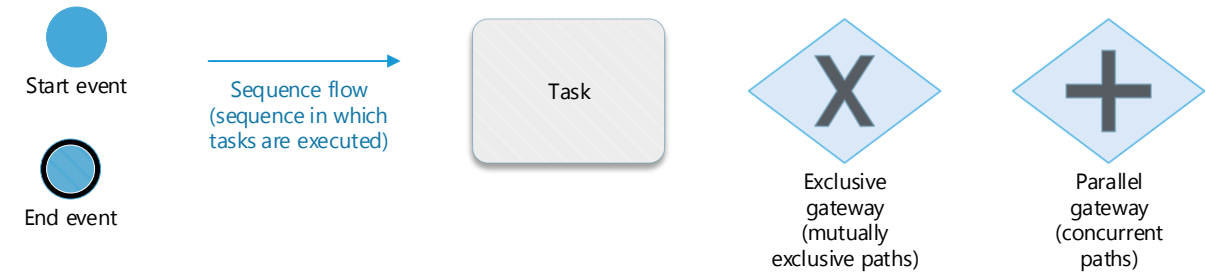 Start event
End event
Sequence flow
(sequence in which
tasks are executed)
Task
X
Exclusive
gateway
(mutually
exclusive paths)
Parallel
gateway
(concurrent
paths)